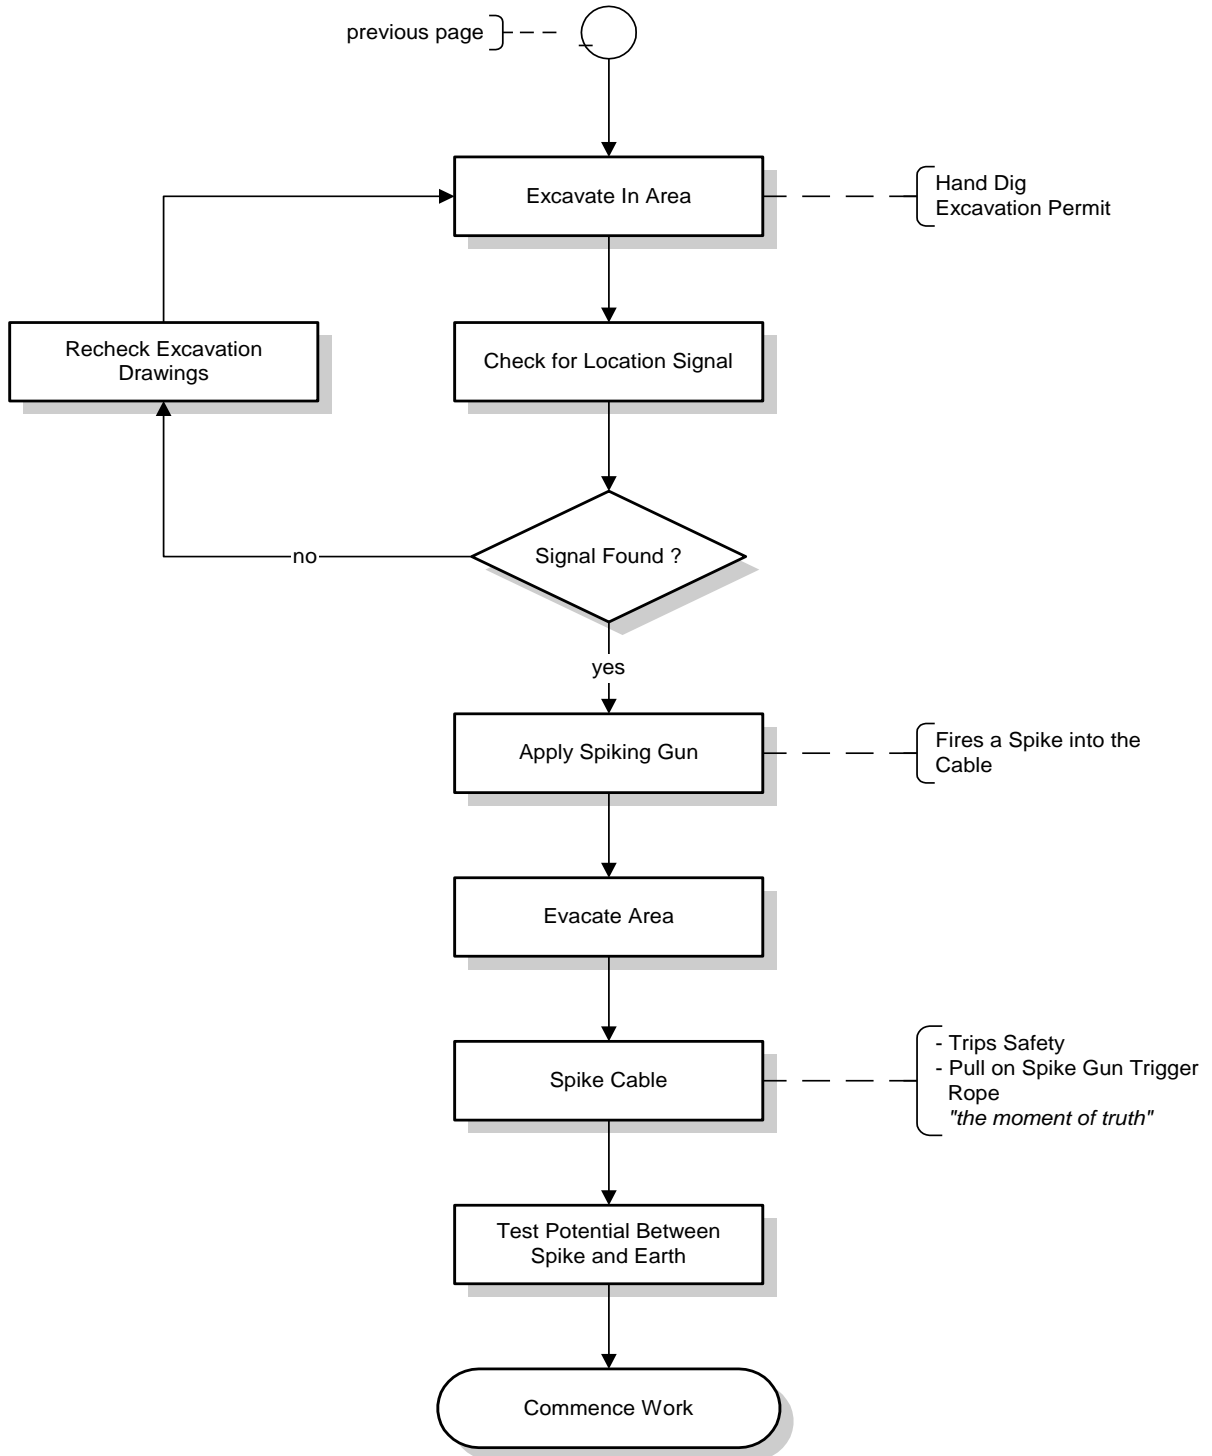 previous page
Excavate In Area
Hand Dig
Excavation Permit
Recheck Excavation
Drawings
Check for Location Signal
Signal Found ?
no
yes
Apply Spiking Gun
Fires a Spike into the
Cable
Evacate Area
Spike Cable
- Trips Safety
- Pull on Spike Gun Trigger
Rope
"the moment of truth"
Test Potential Between
Spike and Earth
Commence Work